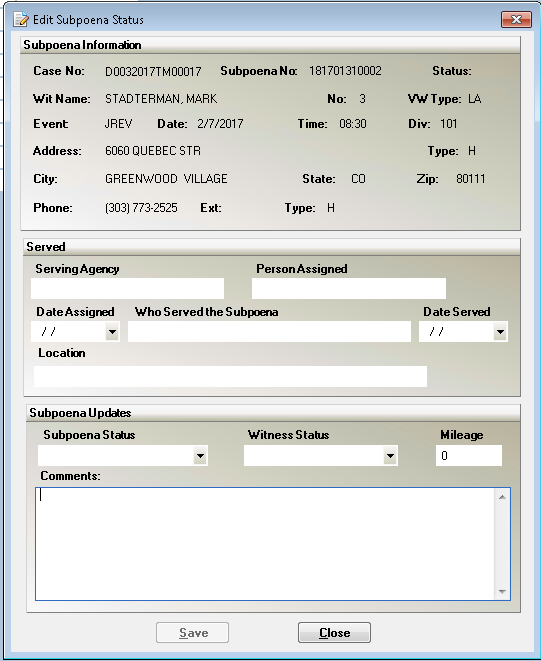 Edit Subpoena Status
Subpoena Information
Case No: D0032017TM00017 Subpoena No: 181701310002 Status:
Wit Name: STADTERMAN, MARK No: 3 VW Type: LA
Event: JREV Date: 2/7/2017 Time: 08:30 Div: 101
Address: 6060 QUEBEC STR Type: H
City: GREENWOOD VILLAGE State: CO Zip: 80111
Phone: (303) 773-2525 Ext: Type: H
Served
Serving Agency Person Assigned
Date Assigned Who Served the Subpoena Date Served
/ / / /
Location
Subpoena Updates
Subpoena Status Witness Status Mileage
0
Comments:
Save Close